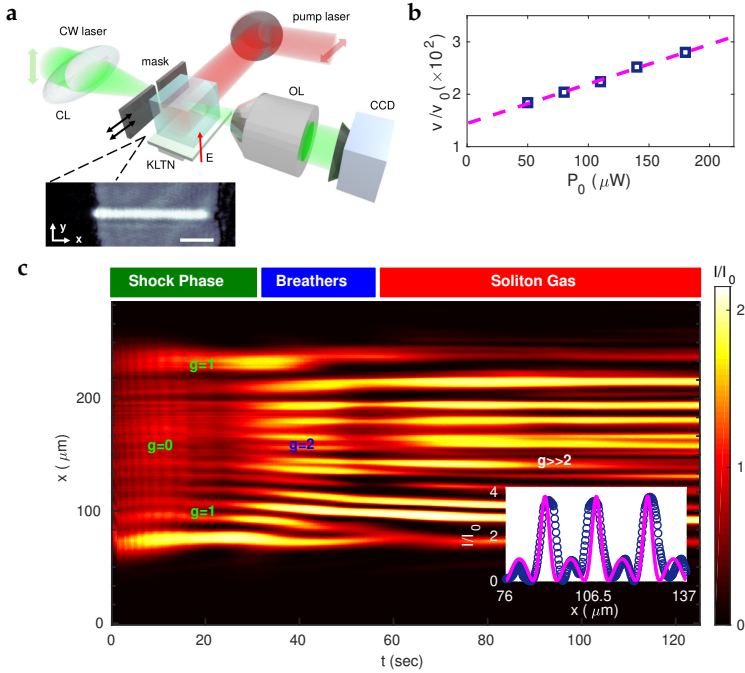 a
CW laser
pump laser
mask
OL
CL
CCD
E
KLTN
y
x
b
ν/ν0(×10²)
3
2
1
0
50
100
150
200
P0 (μW)
c
Shock Phase
Breathers
Soliton Gas
I/I0
2
1
0
x ( μm)
200
100
0
g=1
g=0
g=2
g=1
g>>2
I/I0
4
2
0
76
106.5
137
x ( μm)
0
20
40
60
80
100
120
t (sec)